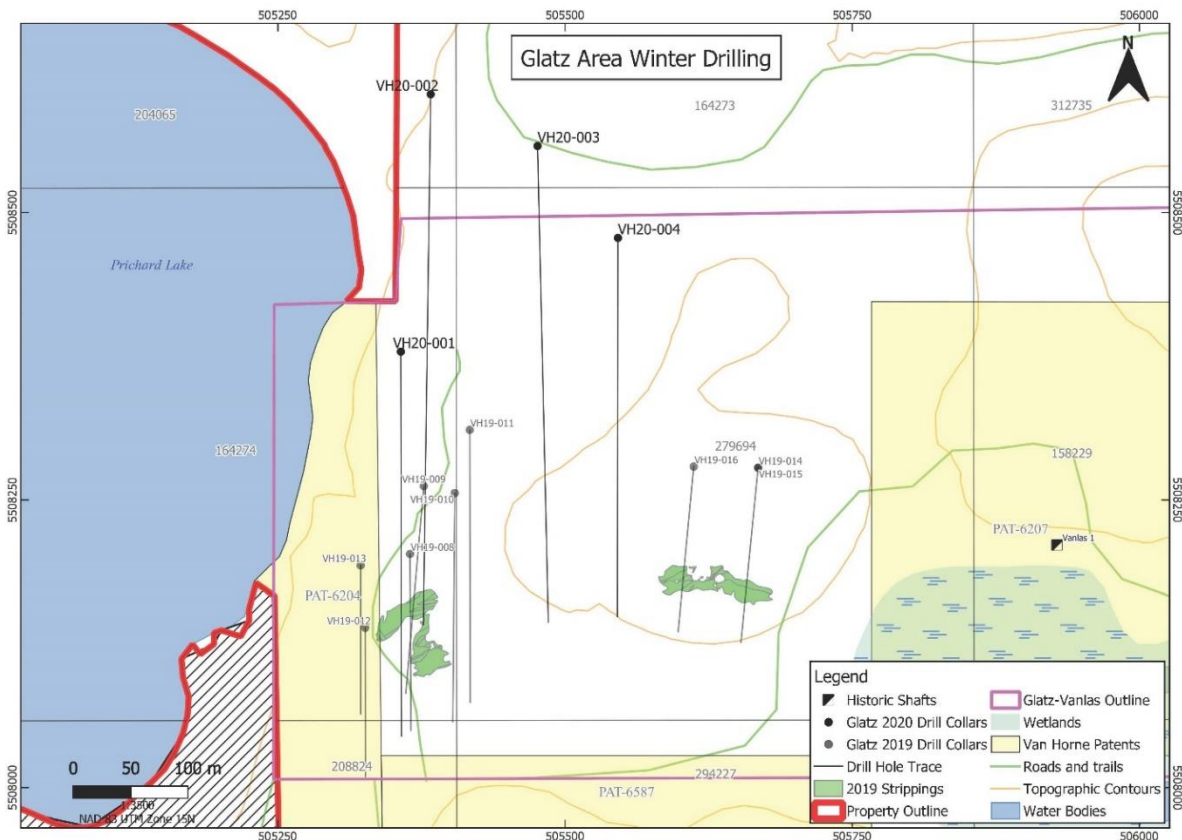 505250
505500
505750
506000
Glatz Area Winter Drilling
N
VH20-002
204065
164273
312735
VH20-003
5508500
5508500
VH20-004
Prichard Lake
VH20-001
VH19-011
164274
279694
158229
VH19-016
VH19-014
VH19-015
VH19-009
VH19-010
5508250
5508250
PAT-6207
Vanlas 1
VH19-008
VH19-013
PAT-6204
VH19-012
Legend
Historic Shafts
Glatz-Vanlas Outline
Glatz 2020 Drill Collars
Wetlands
Glatz 2019 Drill Collars
Van Horne Patents
Drill Hole Trace
Roads and trails
2019 Strippings
Topographic Contours
Property Outline
Water Bodies
0 50 100 m
208824
294227
5508000
5508000
1:3500
PAT-6587
NAD 83 UTM Zone 15N
505250
505500
505750
506000